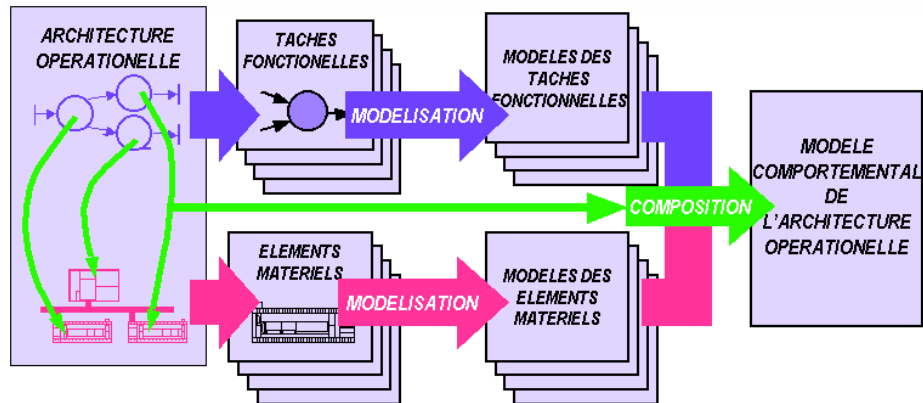 ARCHITECTURE
OPERATIONELLE
TACHES
FONCTIONELLES
MODELISATION
MODELES DES
TACHES
FONCTIONNELLES
COMPOSITION
MODELE
COMPORTEMENTAL
DE
L'ARCHITECTURE
OPERATIONELLE
ELEMENTS
MATERIELS
MODELISATION
MODELES DES
ELEMENTS
MATERIELS